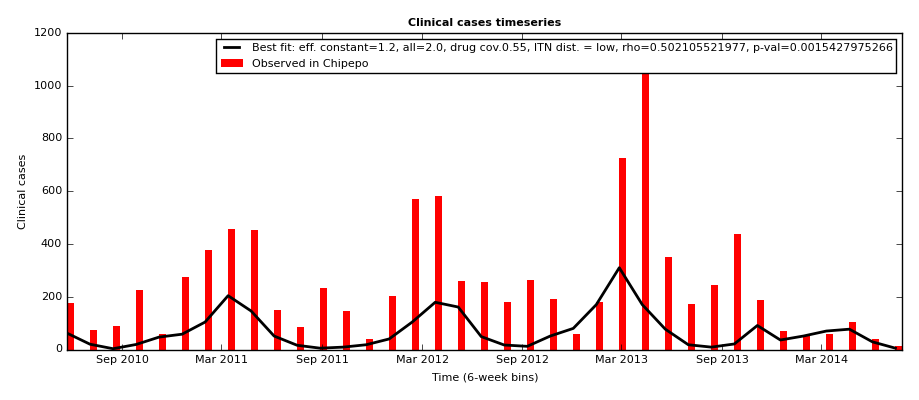 Clinical cases timeseries
Best fit: eff. constant=1.2, all=2.0, drug cov.0.55, ITN dist. = low, rho=0.502105521977, p-val=0.0015427975266
Observed in Chipepo
1200
1000
800
600
400
200
0
Clinical cases
Sep 2010 Mar 2011 Sep 2011 Mar 2012 Sep 2012 Mar 2013 Sep 2013 Mar 2014
Time (6-week bins)